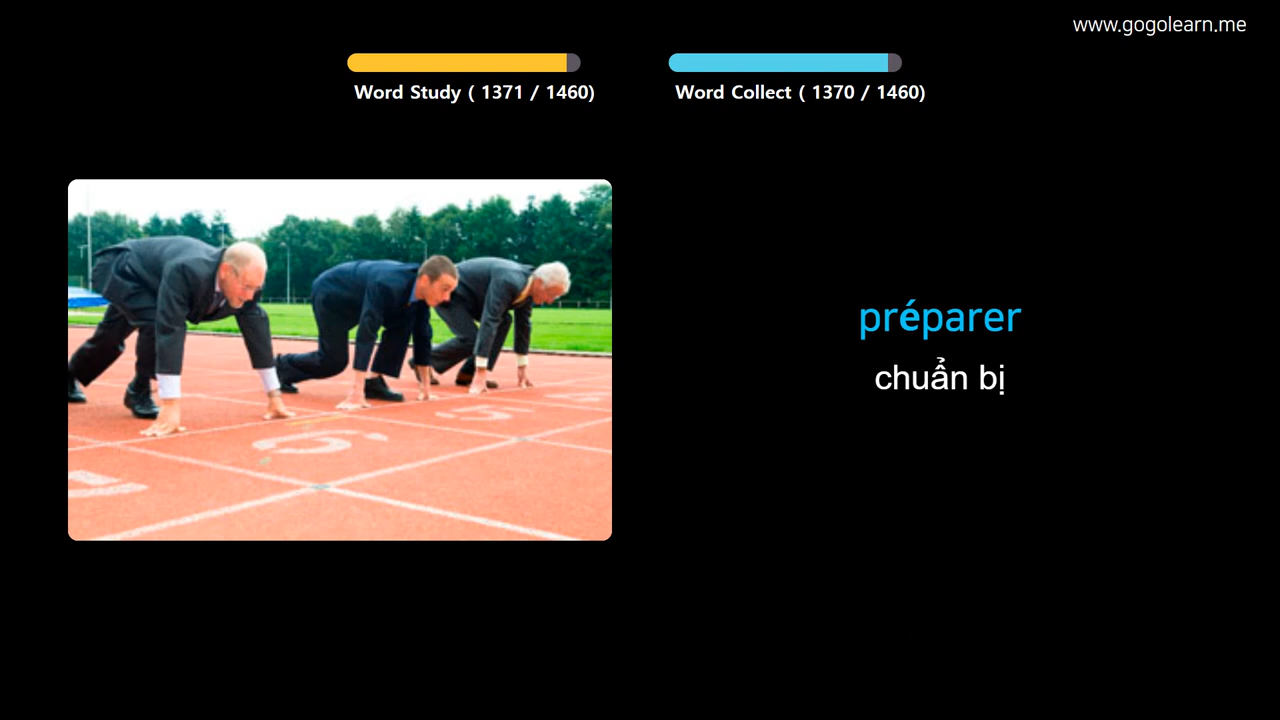 www.gogolearn.me
Word Study ( 1371 / 1460)
Word Collect ( 1370 / 1460)
préparer
chuẩn bị